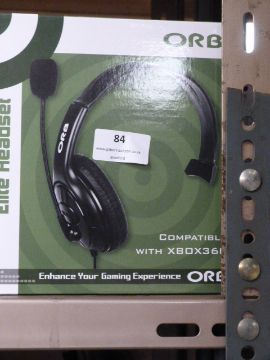 ORB
Elite Headset
ORB
84
COMPATIBL
WITH XBOX36
Enhance Your Gaming Experience ORB